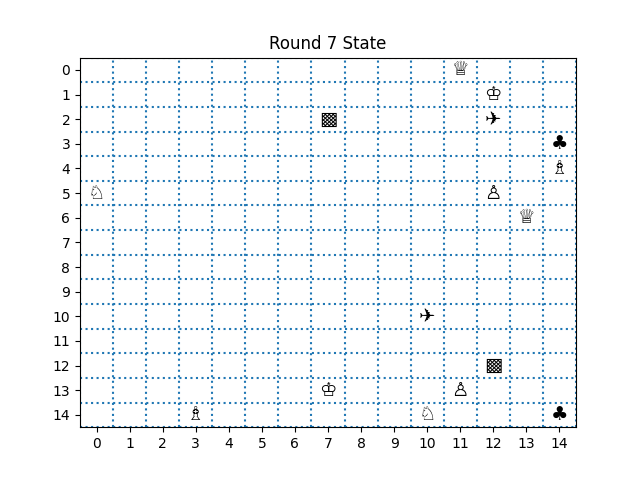 Round 7 State
0 ♕
1 ♔
2 ▩ ✈
3 ♣
4 ♗
5 ♘ ♙
6 ♕
7
8
9
10 ✈
11
12 ▩
13 ♔ ♙
14 ♗ ♘ ♣
0 1 2 3 4 5 6 7 8 9 10 11 12 13 14